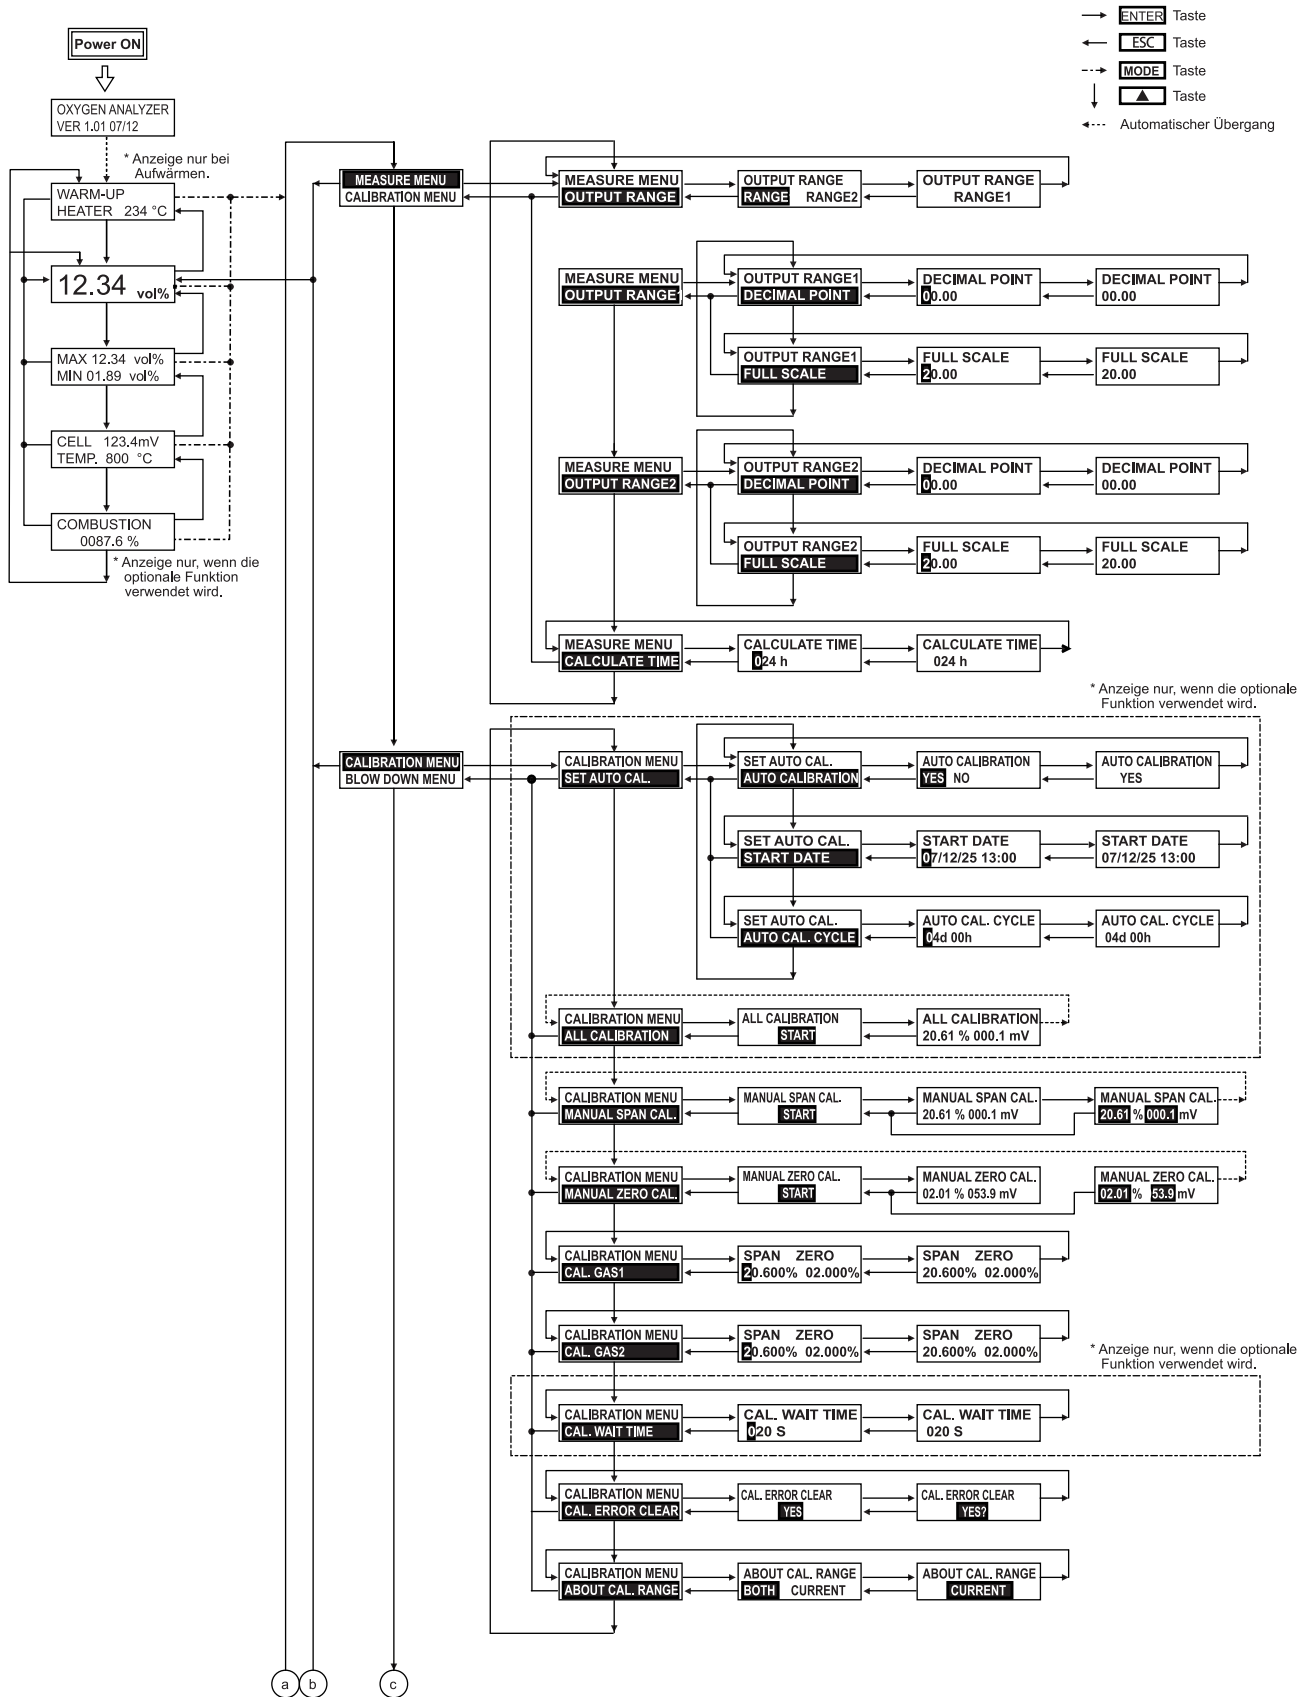 ENTER Taste
ESC Taste
MODE Taste
▲ Taste
Automatischer Übergang
Power ON
OXYGEN ANALYZER
VER 1.01 07/12
* Anzeige nur bei
Aufwärmen.
WARM-UP
HEATER 234 °C
12.34 vol%
MAX 12.34 vol%
MIN 01.89 vol%
CELL 123.4mV
TEMP. 800 °C
COMBUSTION
0087.6 %
* Anzeige nur, wenn die
optionale Funktion
verwendet wird.
MEASURE MENU
CALIBRATION MENU
MEASURE MENU
OUTPUT RANGE
OUTPUT RANGE
RANGE RANGE2
OUTPUT RANGE
RANGE1
MEASURE MENU
OUTPUT RANGE1
OUTPUT RANGE1
DECIMAL POINT
DECIMAL POINT
00.00
DECIMAL POINT
00.00
OUTPUT RANGE1
FULL SCALE
FULL SCALE
20.00
FULL SCALE
20.00
MEASURE MENU
OUTPUT RANGE2
OUTPUT RANGE2
DECIMAL POINT
DECIMAL POINT
00.00
DECIMAL POINT
00.00
OUTPUT RANGE2
FULL SCALE
FULL SCALE
20.00
FULL SCALE
20.00
MEASURE MENU
CALCULATE TIME
CALCULATE TIME
024 h
CALCULATE TIME
024 h
* Anzeige nur, wenn die optionale
Funktion verwendet wird.
CALIBRATION MENU
BLOW DOWN MENU
CALIBRATION MENU
SET AUTO CAL.
SET AUTO CAL.
AUTO CALIBRATION
AUTO CALIBRATION
YES NO
AUTO CALIBRATION
YES
SET AUTO CAL.
START DATE
START DATE
07/12/25 13:00
START DATE
07/12/25 13:00
SET AUTO CAL.
AUTO CAL. CYCLE
AUTO CAL. CYCLE
04d 00h
AUTO CAL. CYCLE
04d 00h
CALIBRATION MENU
ALL CALIBRATION
ALL CALIBRATION
START
ALL CALIBRATION
20.61 % 000.1 mV
CALIBRATION MENU
MANUAL SPAN CAL.
MANUAL SPAN CAL.
START
MANUAL SPAN CAL.
20.61 % 000.1 mV
MANUAL SPAN CAL.
20.61 % 000.1 mV
CALIBRATION MENU
MANUAL ZERO CAL.
MANUAL ZERO CAL.
START
MANUAL ZERO CAL.
02.01 % 053.9 mV
MANUAL ZERO CAL.
02.01 % 53.9 mV
CALIBRATION MENU
CAL. GAS1
SPAN ZERO
20.600% 02.000%
SPAN ZERO
20.600% 02.000%
CALIBRATION MENU
CAL. GAS2
SPAN ZERO
20.600% 02.000%
SPAN ZERO
20.600% 02.000%
* Anzeige nur, wenn die optionale
Funktion verwendet wird.
CALIBRATION MENU
CAL. WAIT TIME
CAL. WAIT TIME
020 S
CAL. WAIT TIME
020 S
CALIBRATION MENU
CAL. ERROR CLEAR
CAL. ERROR CLEAR
YES
CAL. ERROR CLEAR
YES?
CALIBRATION MENU
ABOUT CAL. RANGE
ABOUT CAL. RANGE
BOTH CURRENT
ABOUT CAL. RANGE
CURRENT
a b c